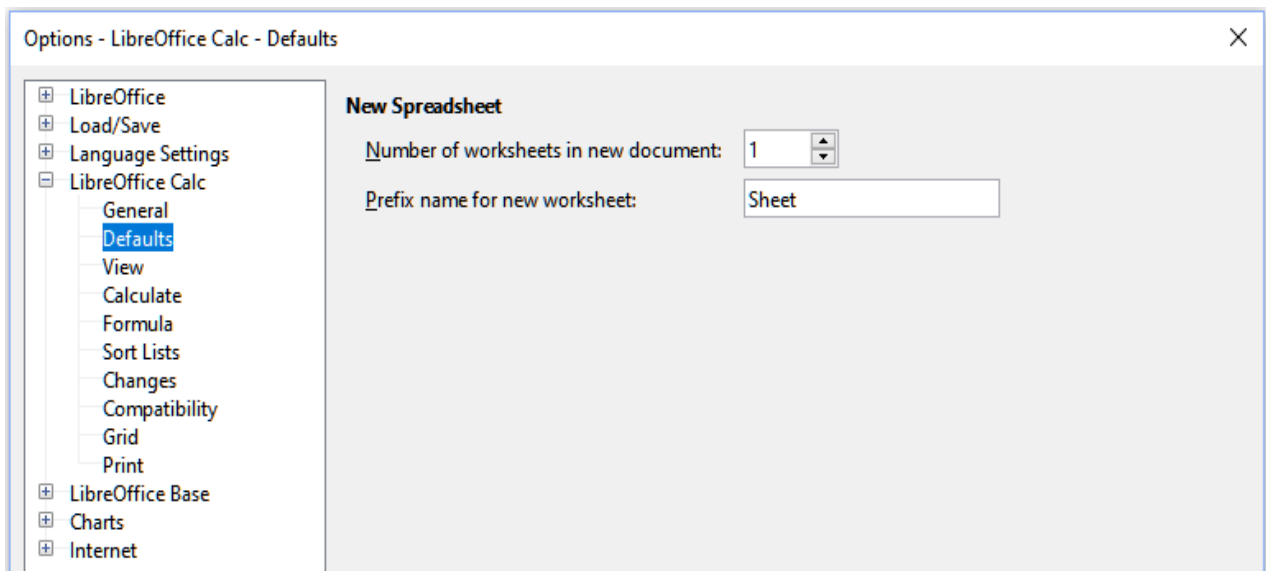 Options - LibreOffice Calc - Defaults
LibreOffice
Load/Save
Language Settings
LibreOffice Calc
General
Defaults
View
Calculate
Formula
Sort Lists
Changes
Compatibility
Grid
Print
LibreOffice Base
Charts
Internet
New Spreadsheet
Number of worksheets in new document: 1
Prefix name for new worksheet: Sheet